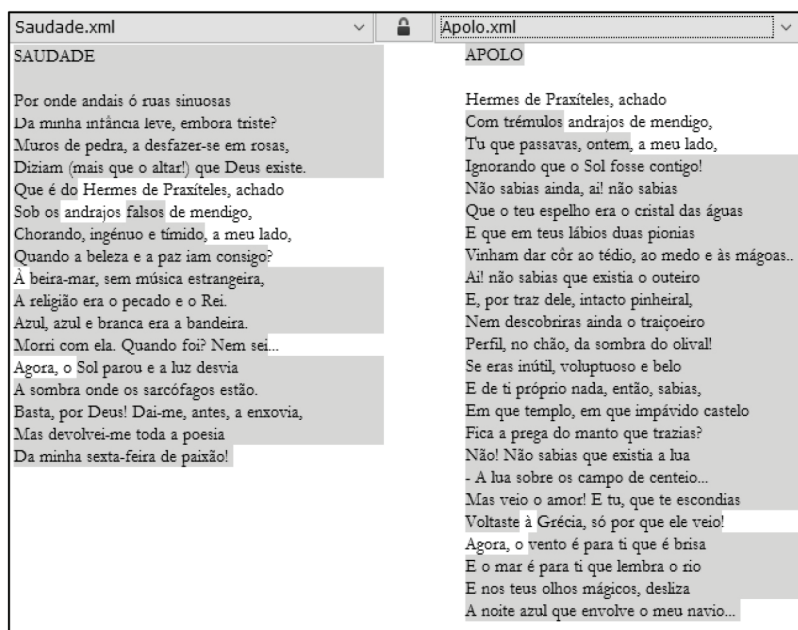 Saudade.xml
SAUDADE
Por onde andais ó ruas sinuosas
Da minha infância leve, embora triste?
Muros de pedra, a desfazer-se em rosas,
Diziam (mais que o altar!) que Deus existe.
Que é do Hermes de Praxíteles, achado
Sob os andrajos falsos de mendigo,
Chorando, ingénuo e tímido, a meu lado,
Quando a beleza e a paz iam consigo?
À beira-mar, sem música estrangeira,
A religião era o pecado e o Rei.
Azul, azul e branca era a bandeira.
Morri com ela. Quando foi? Nem sei...
Agora, o Sol parou e a luz desvia
A sombra onde os sarcófagos estão.
Basta, por Deus! Dai-me, antes, a enxovia,
Mas devolvei-me toda a poesia
Da minha sexta-feira de paixão!
Apolo.xml
APOLO
Hermes de Praxíteles, achado
Com trémulos andrajos de mendigo,
Tu que passavas, ontem, a meu lado,
Ignorando que o Sol fosse contigo!
Não sabias ainda, ai! não sabias
Que o teu espelho era o cristal das águas
E que em teus lábios duas pionias
Vinham dar côr ao tédio, ao medo e às mágoas..
Ai! não sabias que existia o outeiro
E, por traz dele, intacto pinheiral,
Nem descobriras ainda o traiçoeiro
Perfil, no chão, da sombra do olival!
Se eras inútil, voluptuoso e belo
E de ti próprio nada, então, sabias,
Em que templo, em que impávido castelo
Fica a prega do manto que trazias?
Não! Não sabias que existia a lua
- A lua sobre os campo de centeio...
Mas veio o amor! E tu, que te escondias
Voltaste à Grécia, só por que ele veio!
Agora, o vento é para ti que é brisa
E o mar é para ti que lembra o rio
E nos teus olhos mágicos, desliza
A noite azul que envolve o meu navio...